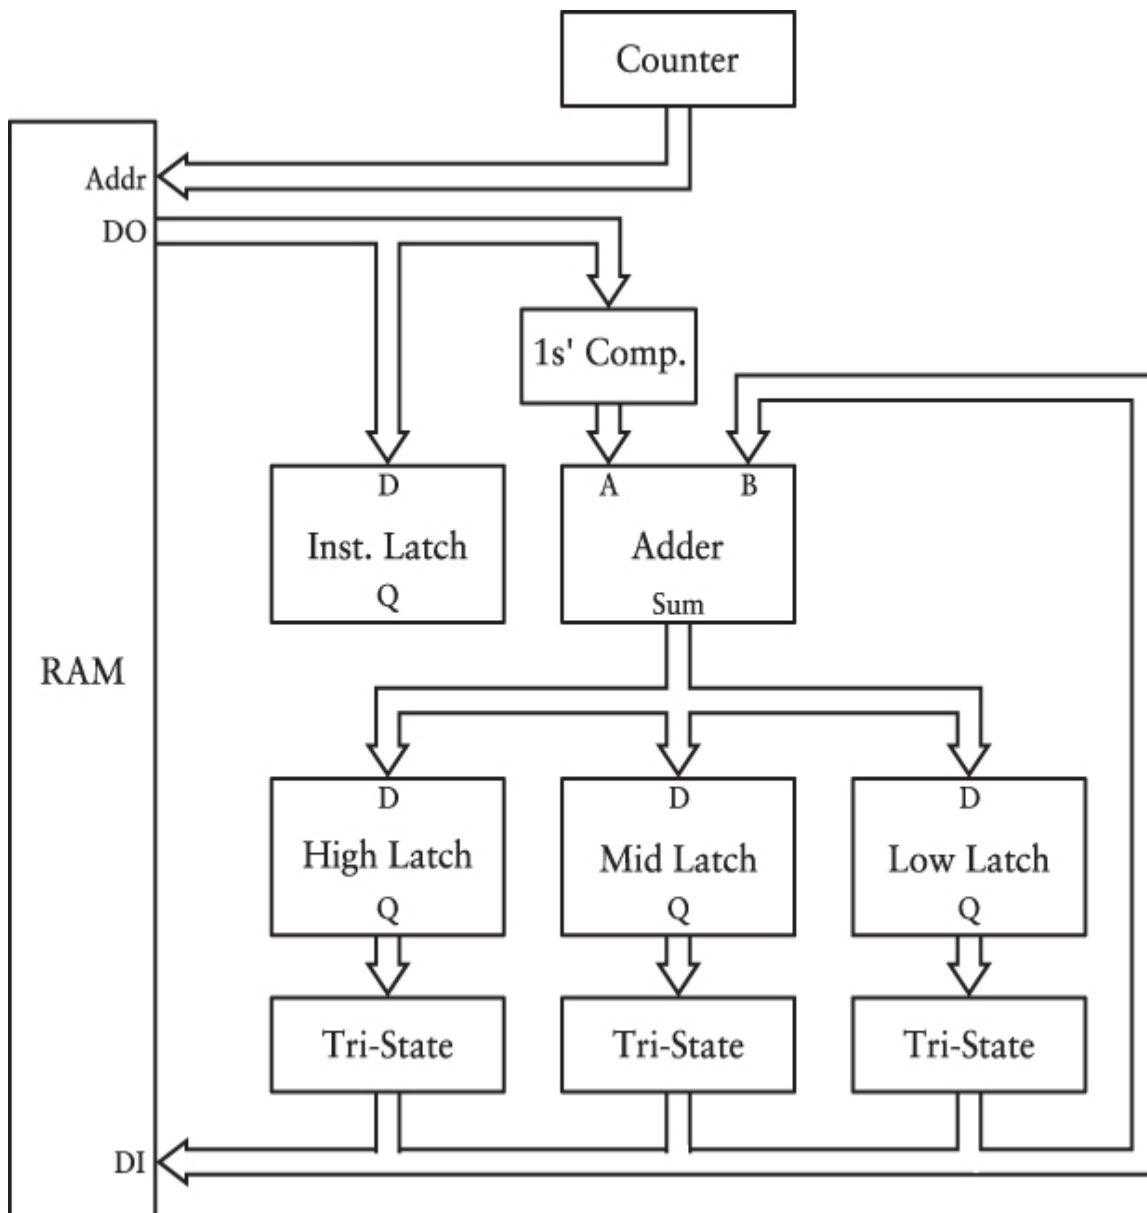 Counter
Addr
DO
1s' Comp.
D
Inst. Latch
Q
A B
Adder
Sum
RAM
D
High Latch
Q
D
Mid Latch
Q
D
Low Latch
Q
Tri-State
Tri-State
Tri-State
DI